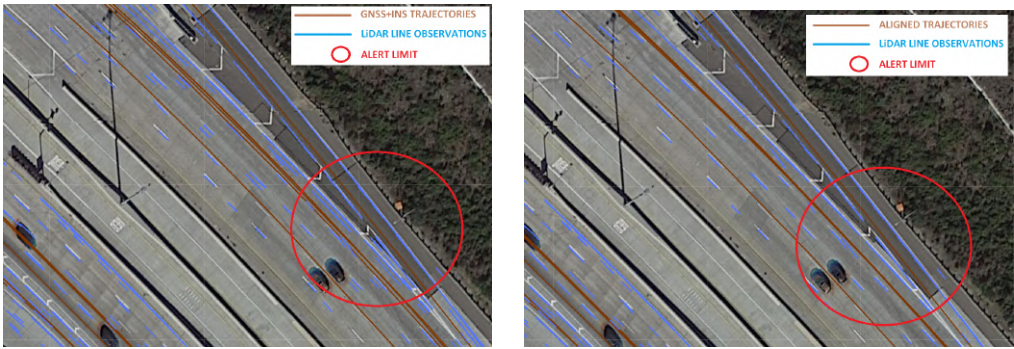 GNSS+INS TRAJECTORIES
LiDAR LINE OBSERVATIONS
ALERT LIMIT
ALIGNED TRAJECTORIES
LiDAR LINE OBSERVATIONS
ALERT LIMIT